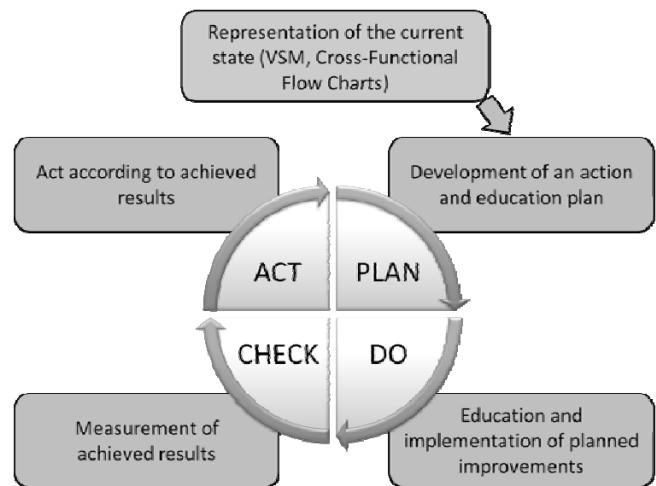 Representation of the current
state (VSM, Cross-Functional
Flow Charts)
Act according to achieved
results
Development of an action
and education plan
ACT
PLAN
CHECK
DO
Measurement of
achieved results
Education and
implementation of planned
improvements